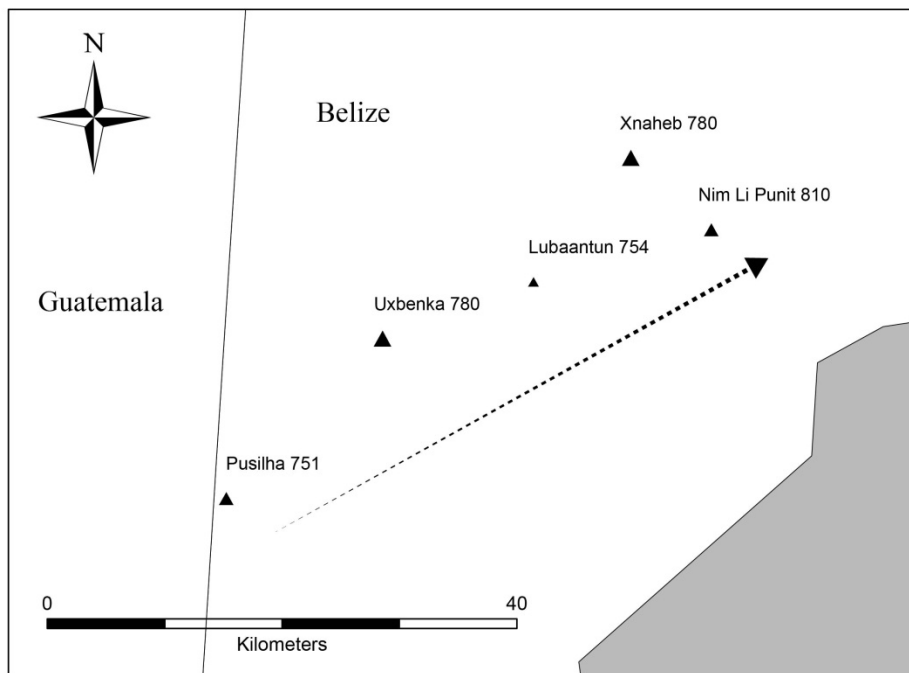 N
Belize
Xnaheb 780
Nim Li Punit 810
Lubaantun 754
Guatemala
Uxbenka 780
Pusilha 751
0
40
Kilometers